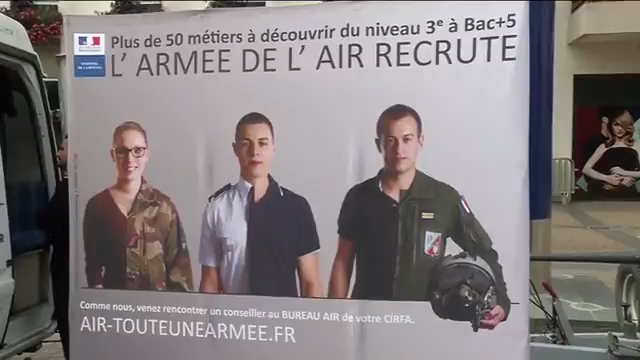 Plus de 50 métiers à découvrir du niveau 3e à Bac+5
L' ARMEE DE L' AIR RECRUTE
Comme nous, venez rencontrer un conseiller au BUREAU AIR de votre CIRFA.
AIR-TOUTEUNEARMEE.FR